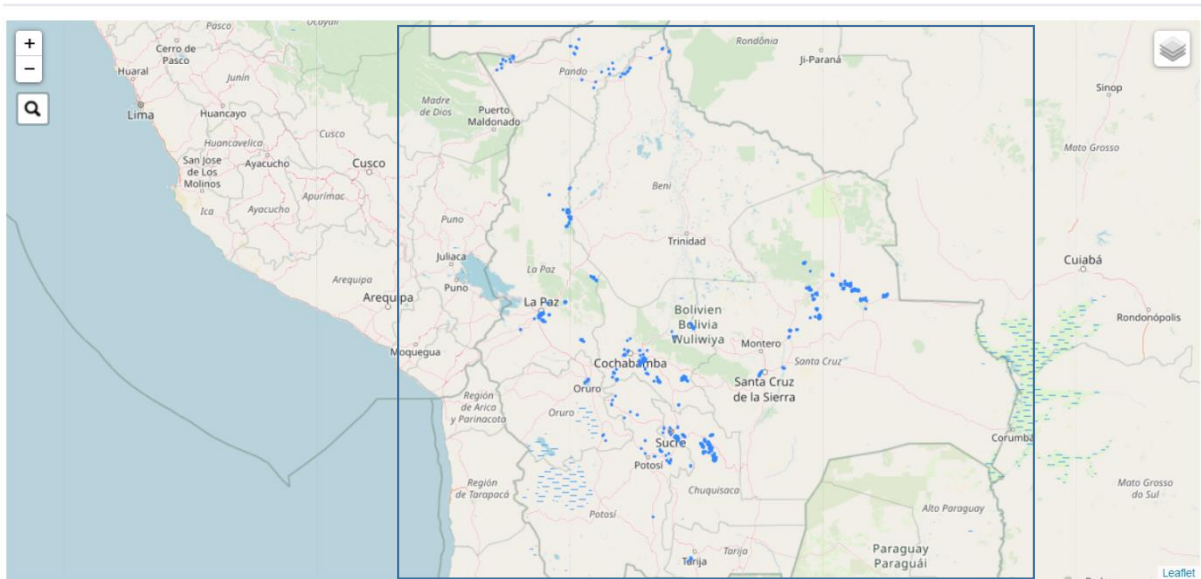 Ucayali
Pasco
Cerro de
Pasco
Huaral
Junín
Lima
Huancayo
Huancavelica
San Jose
de Los
Molinos
Ayacucho
Cusco
Cusco
Apurimac
Ica
Ayacucho
Madre
de Dios
Puerto
Maldonado
Pando
Rondônia
Ji-Paraná
Sinop
Mato Grosso
Beni
Puno
Trinidad
Juliaca
Puno
La Paz
Arequipa
Arequipa
La Paz
Cuiabá
Rondonópolis
Moquegua
Bolivien
Bolivia
Wuliwiya
Montero
Cochabamba
Santa Cruz
Santa Cruz
de la Sierra
Oruro
Región
de Arica
y Parinacota
Oruro
Sucre
Potosí
Corumbá
Región
de Tarapacá
Chuquisaca
Potosí
Alto Paraguay
Mato Grosso
do Sul
Paraguay
Paraguái
Tarija
Tarija
Leaflet